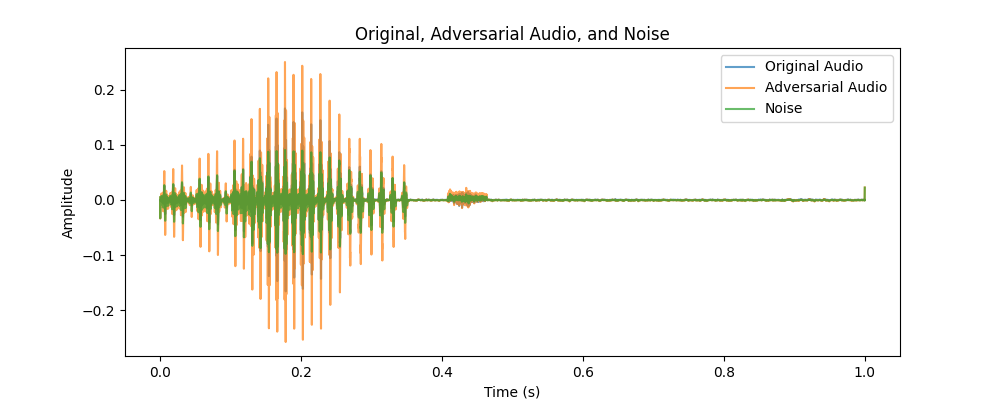 Original, Adversarial Audio, and Noise
Original Audio
Adversarial Audio
Noise
Amplitude
0.2
0.1
0.0
−0.1
−0.2
0.0 0.2 0.4 0.6 0.8 1.0
Time (s)